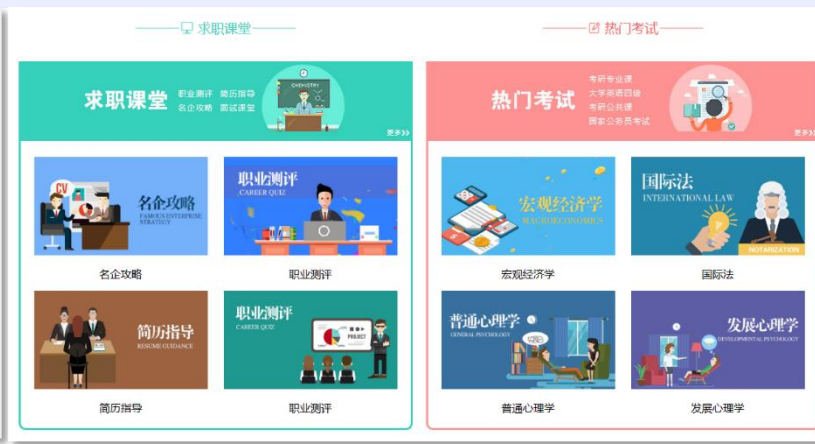 求职课堂
求职课堂
职业测评 简历指导
名企攻略 面试课堂
CHEMISTRY
更多>>
CV
名企攻略
FAMOUS ENTERPRISE
STRATEGY
名企攻略
职业测评
CAREER QUIZ
职业测评
简历指导
RESUME GUIDANCE
简历指导
职业测评
CAREER QUIZ
PROJECT
职业测评
热门考试
热门考试
考研专业课
大学英语四级
考研公共课
国家公务员考试
更多>>
宏观经济学
MACROECONOMICS
宏观经济学
国际法
INTERNATIONAL LAW
NOTARIZATION
国际法
普通心理学
GENERAL PSYCHOLOGY
普通心理学
发展心理学
DEVELOPMENTAL PSYCHOLOGY
发展心理学